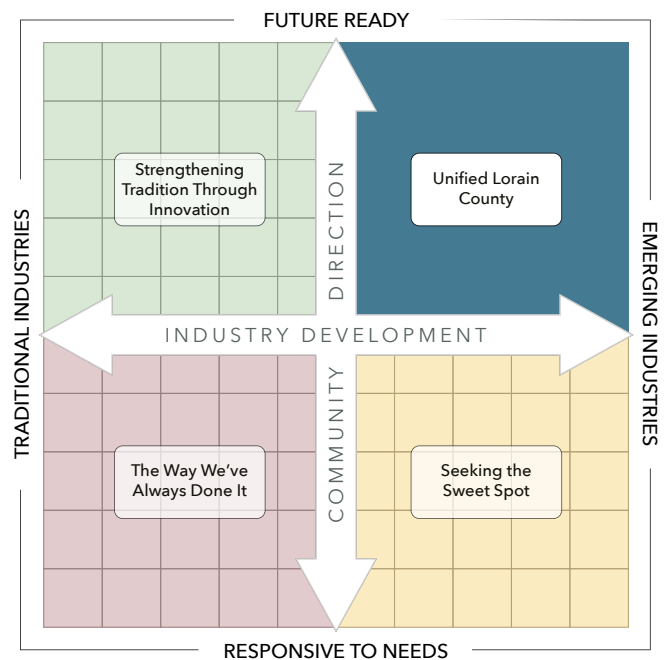 FUTURE READY
Strengthening
Tradition Through
Innovation
Unified Lorain
County
TRADITIONAL INDUSTRIES
EMERGING INDUSTRIES
INDUSTRY DEVELOPMENT
COMMUNITY DIRECTION
The Way We’ve
Always Done It
Seeking the
Sweet Spot
RESPONSIVE TO NEEDS